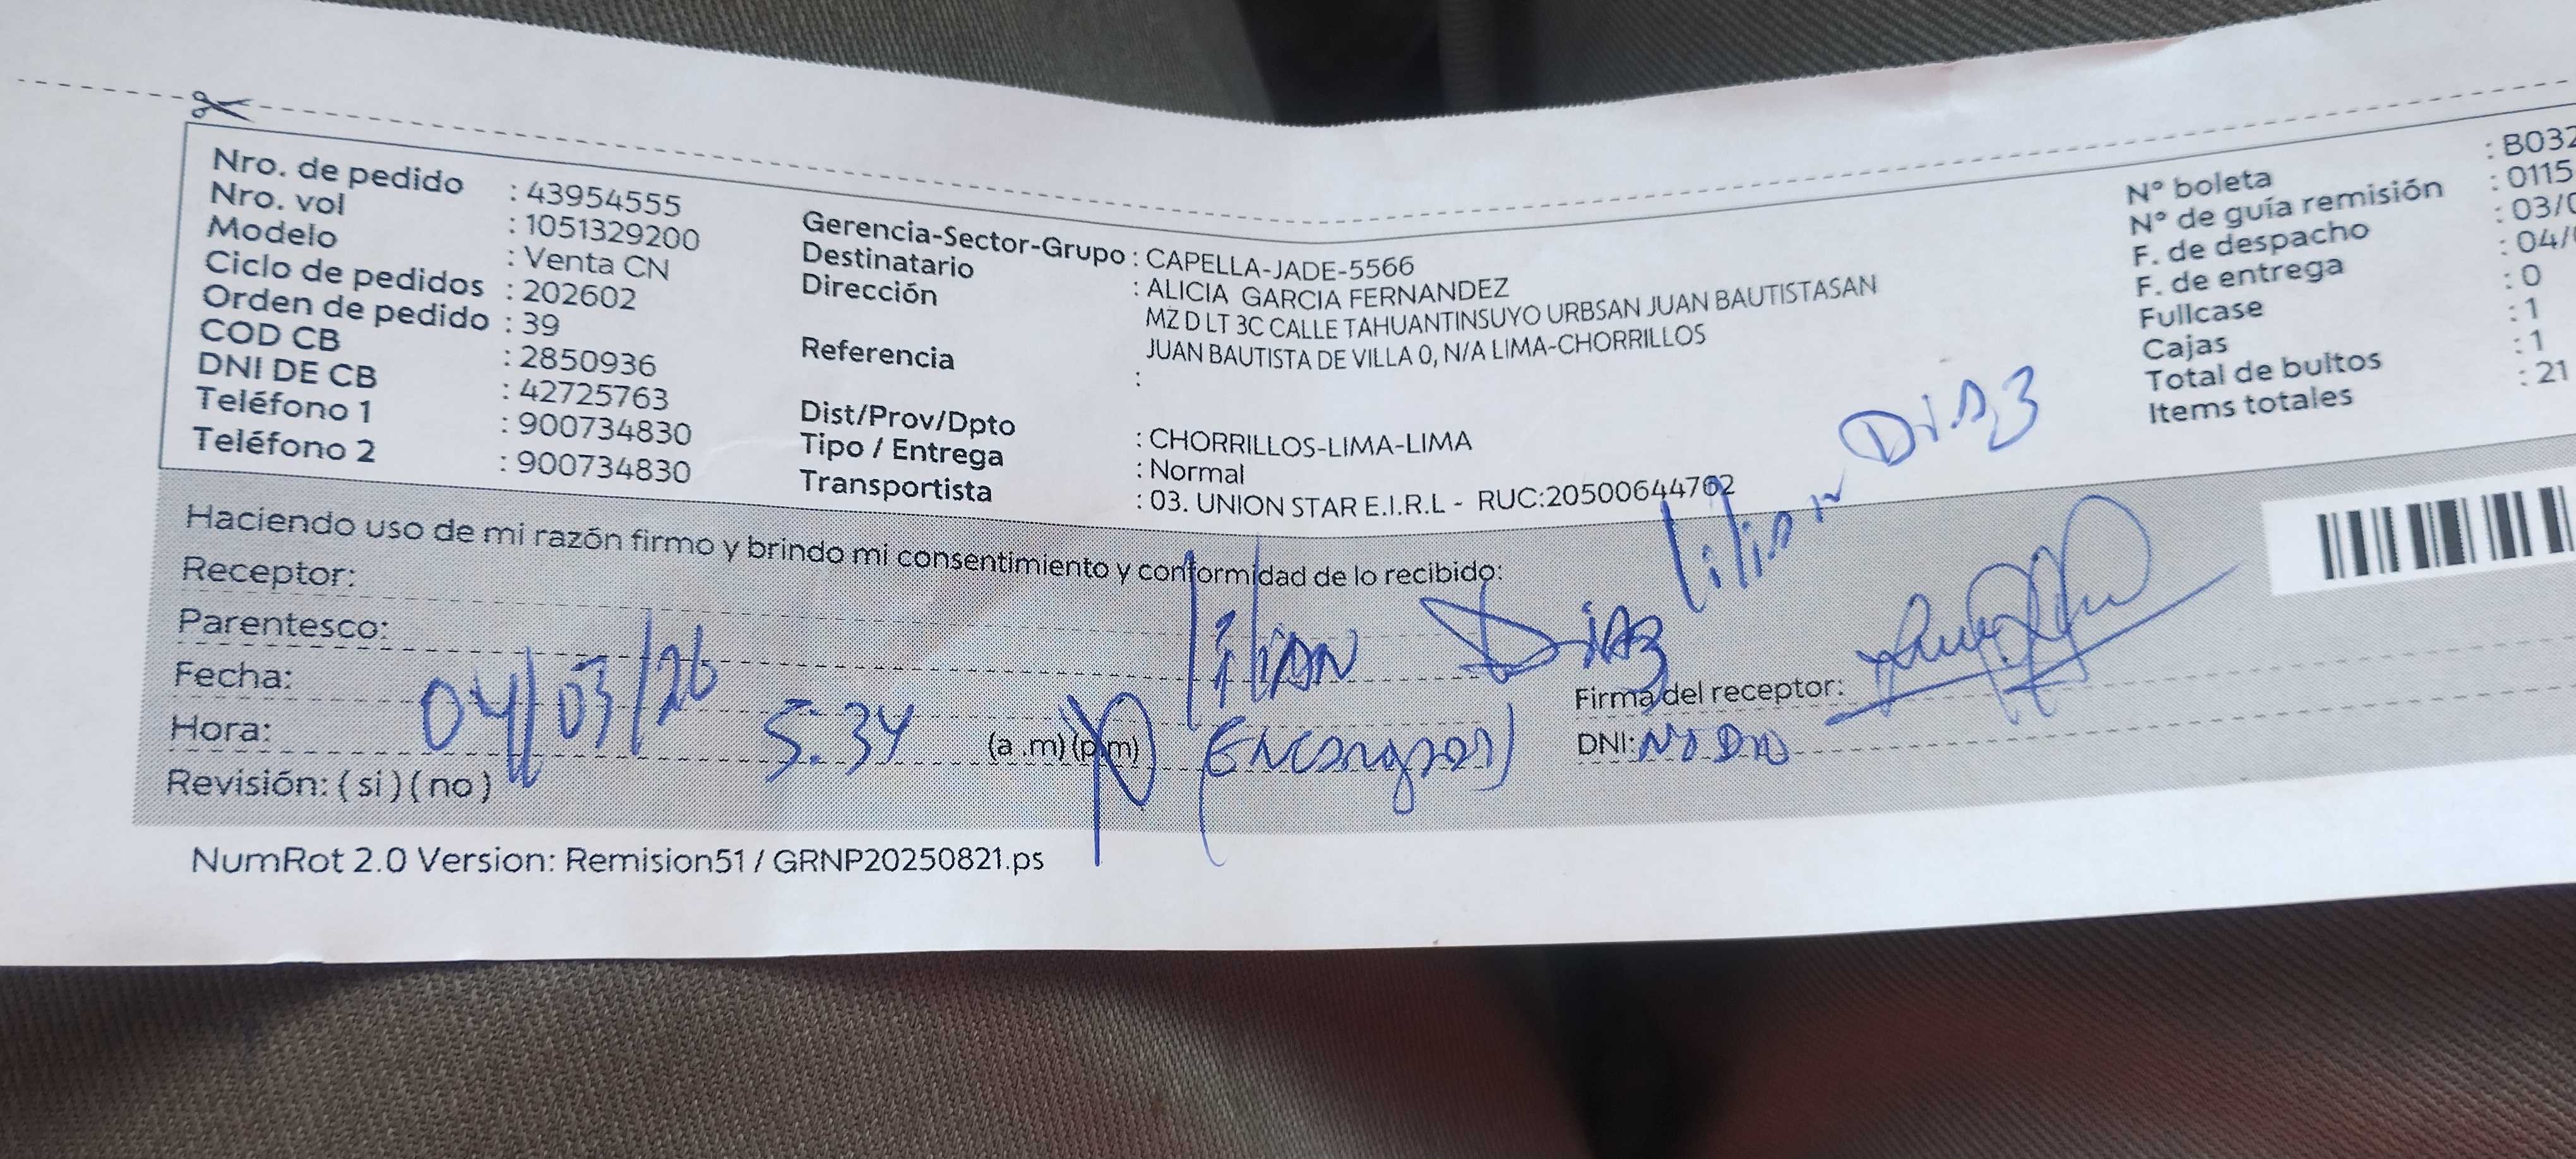 Nro. de pedido : 43954555
Nro. vol : 1051329200
Modelo : Venta CN
Ciclo de pedidos : 202602
Orden de pedido : 39
COD CB : 2850936
DNI DE CB : 42725763
Teléfono 1 : 900734830
Teléfono 2 : 900734830
Gerencia-Sector-Grupo : CAPELLA-JADE-5566
Destinatario : ALICIA GARCIA FERNANDEZ
Dirección MZ D LT 3C CALLE TAHUANTINSUYO URBSAN JUAN BAUTISTASAN
JUAN BAUTISTA DE VILLA 0, N/A LIMA-CHORRILLOS
Referencia :
Dist/Prov/Dpto : CHORRILLOS-LIMA-LIMA
Tipo / Entrega : Normal
Transportista : 03. UNION STAR E.I.R.L - RUC:20500644762
N° boleta : B032
N° de guía remisión : 0115
F. de despacho : 03/0
F. de entrega : 04/
Fullcase : 0
Cajas : 1
Total de bultos : 1
Items totales : 21
Lilian Diaz
Haciendo uso de mi razón firmo y brindo mi consentimiento y conformidad de lo recibido:
Receptor:
Parentesco: Lilian Diaz
Fecha: 04/03/26
Firma del receptor:
Hora: 5:34 (a.m)(p.m) (Encargado)
DNI: No Dio
Revisión: (si)(no)
NumRot 2.0 Version: Remision51 / GRNP20250821.ps